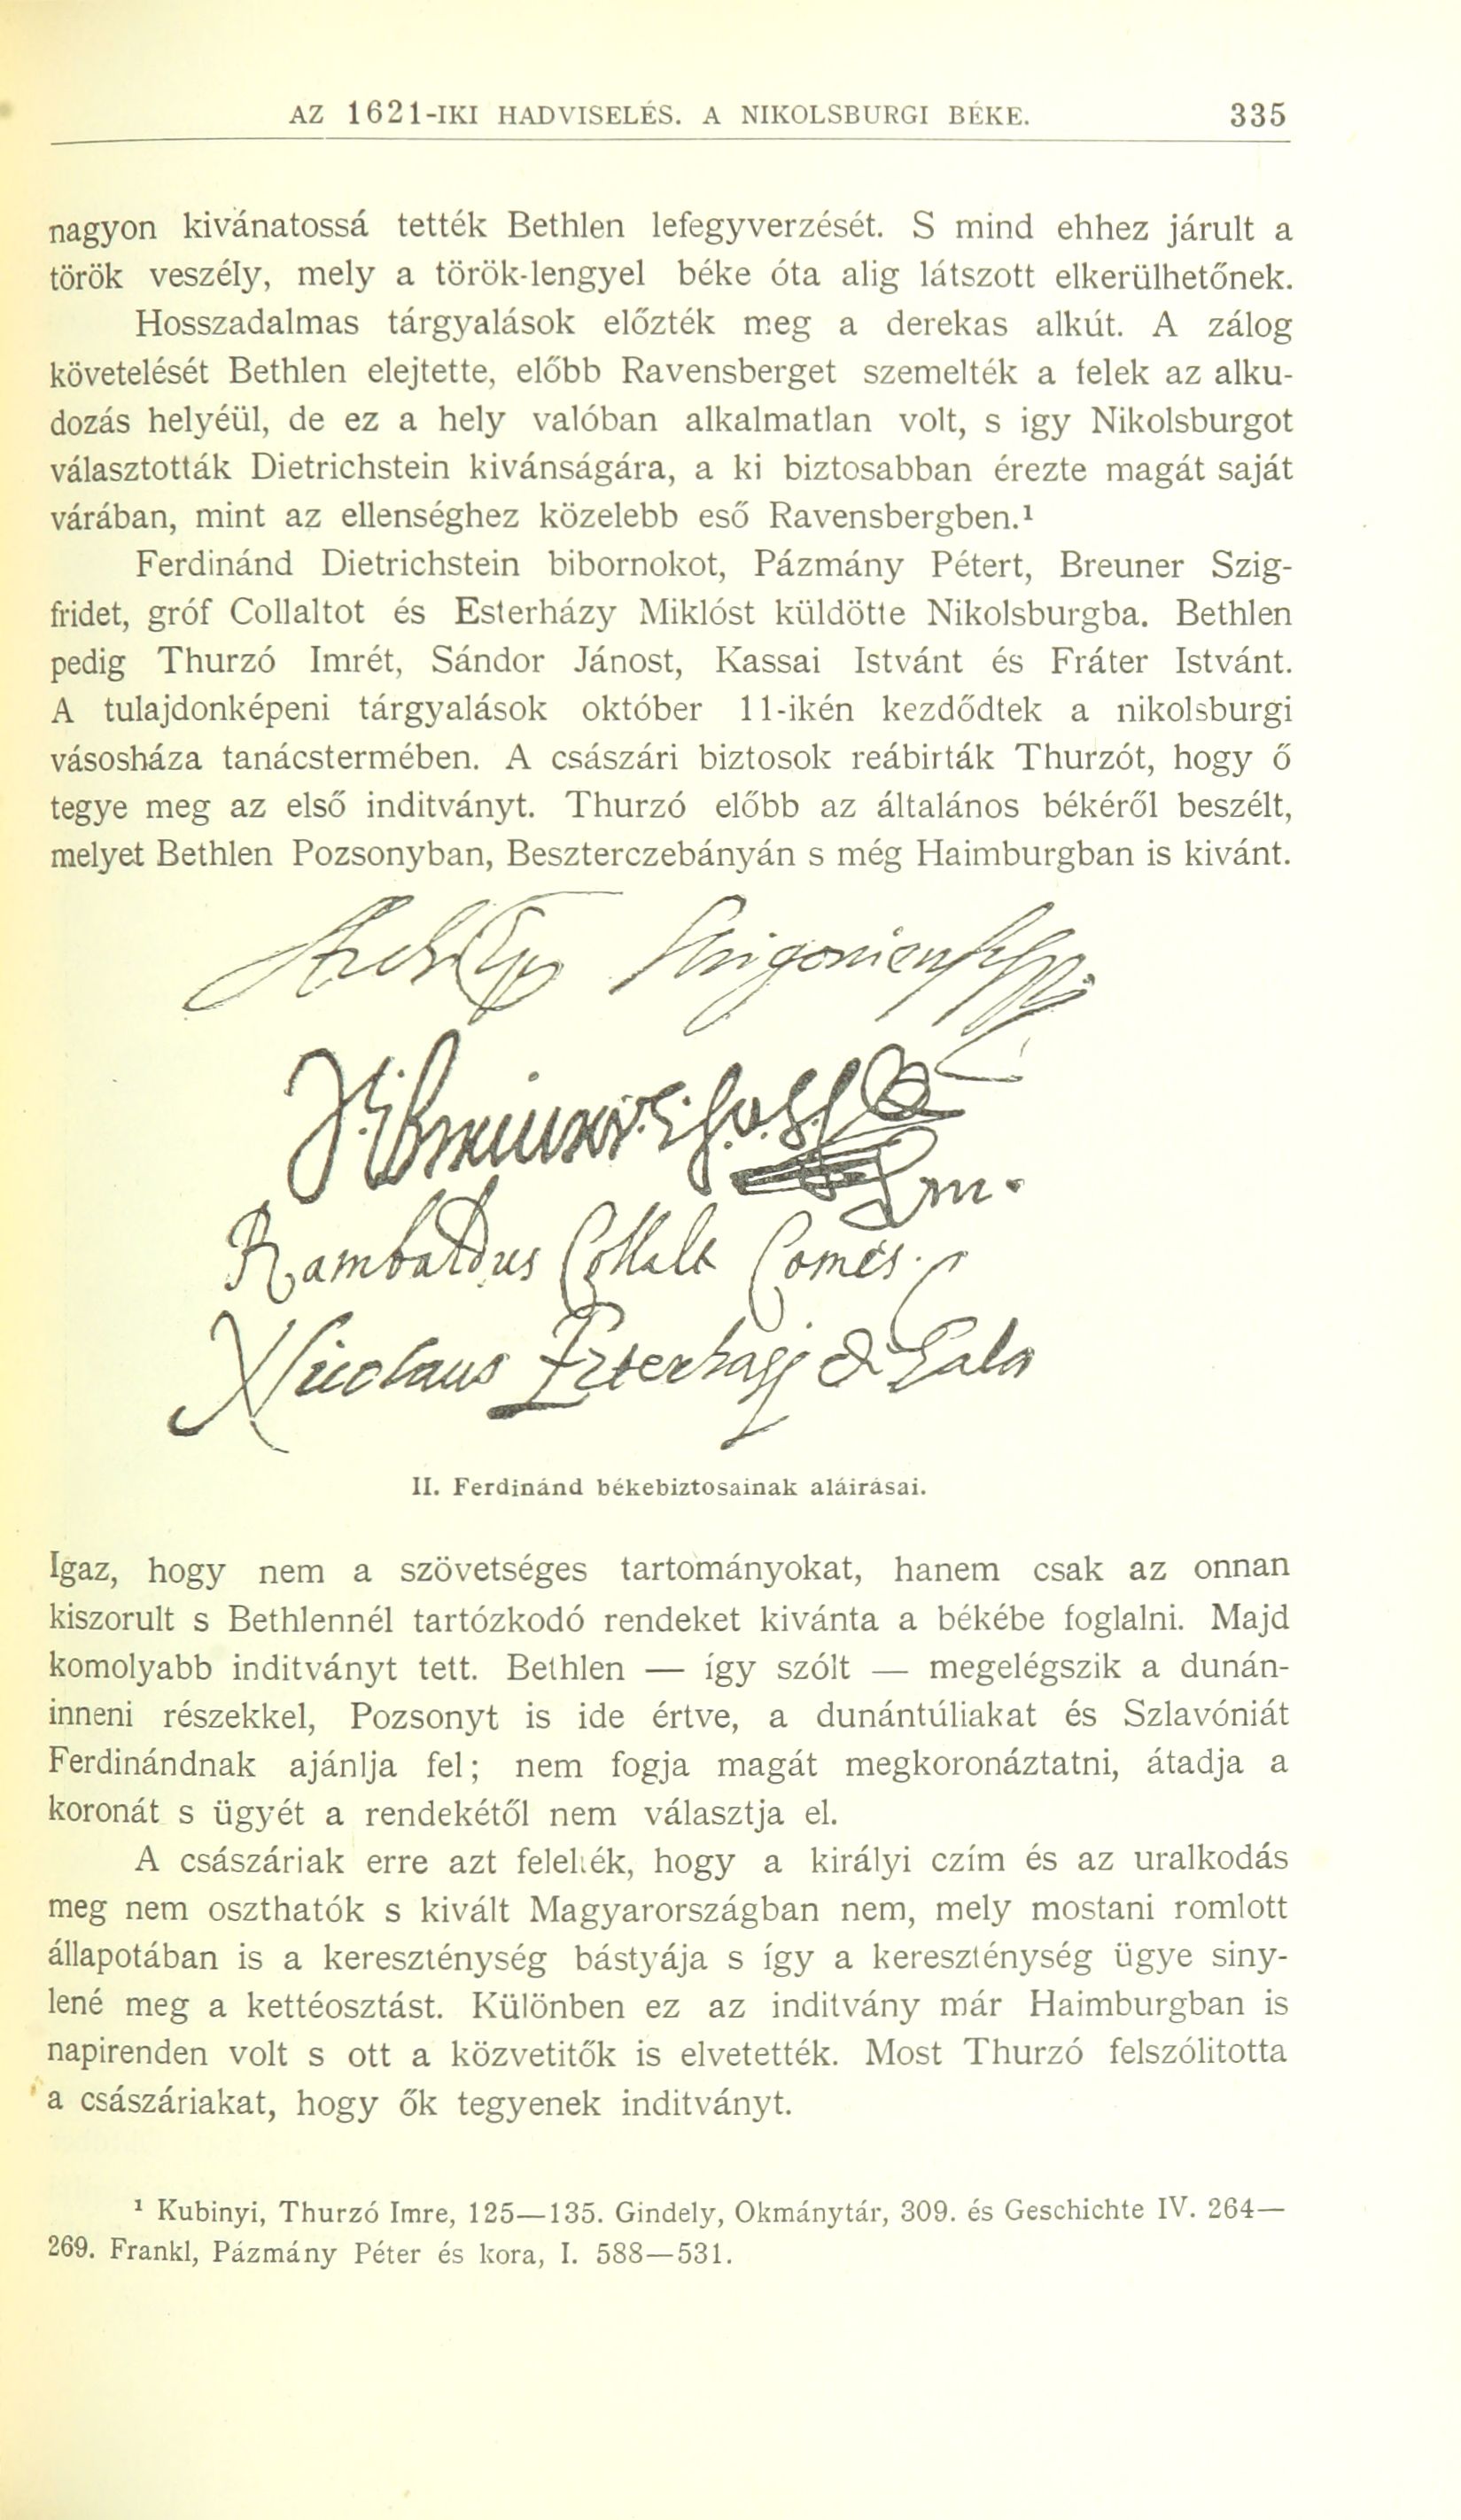 AZ 1621-IKI HADVISELÉS. A NIKOLSBURGI BÉKE. 335
nagyon kivánatossá tették Bethlen lefegyverzését. S mind ehhez járult a
török veszély, mely a török-lengyel béke óta alig látszott elkerülhetőnek.
Hosszadalmas tárgyalások előzték meg a derekas alkút. A zálog
követelését Bethlen elejtette, előbb Ravensberget szemelték a felek az alku-
dozás helyéül, de ez a hely valóban alkalmatlan volt, s igy Nikolsburgot
választották Dietrichstein kivánságára, a ki biztosabban érezte magát saját
várában, mint az ellenséghez közelebb eső Ravensbergben.¹
Ferdinánd Dietrichstein bibornokot, Pázmány Pétert, Breuner Szig-
fridet, gróf Collaltot és Esterházy Miklóst küldötte Nikolsburgba. Bethlen
pedig Thurzó Imrét, Sándor Jánost, Kassai Istvánt és Fráter Istvánt.
A tulajdonképeni tárgyalások október 11-ikén kezdődtek a nikolsburgi
vásosháza tanácstermében. A császári biztosok reábirták Thurzót, hogy ő
tegye meg az első inditványt. Thurzó előbb az általános békéről beszélt,
melyet Bethlen Pozsonyban, Beszterczebányán s még Haimburgban is kivánt.
Strigoniensis
Rambaldus Collalt Comes
Nicolaus Eszterhasy de Gala
II. Ferdinánd békebiztosainak aláirásai.
Igaz, hogy nem a szövetséges tartományokat, hanem csak az onnan
kiszorult s Bethlennél tartózkodó rendeket kivánta a békébe foglalni. Majd
komolyabb inditványt tett. Bethlen — így szólt — megelégszik a dunán-
inneni részekkel, Pozsonyt is ide értve, a dunántúliakat és Szlavóniát
Ferdinándnak ajánlja fel; nem fogja magát megkoronáztatni, átadja a
koronát s ügyét a rendekétől nem választja el.
A császáriak erre azt felelték, hogy a királyi czím és az uralkodás
meg nem oszthatók s kivált Magyarországban nem, mely mostani romlott
állapotában is a kereszténység bástyája s így a kereszténység ügye siny-
lené meg a kettéosztást. Különben ez az inditvány már Haimburgban is
napirenden volt s ott a közvetitők is elvetették. Most Thurzó felszólitotta
a császáriakat, hogy ők tegyenek inditványt.
¹ Kubinyi, Thurzó Imre, 125—135. Gindely, Okmánytár, 309. és Geschichte IV. 264—
269. Frankl, Pázmány Péter és kora, I. 588—531.